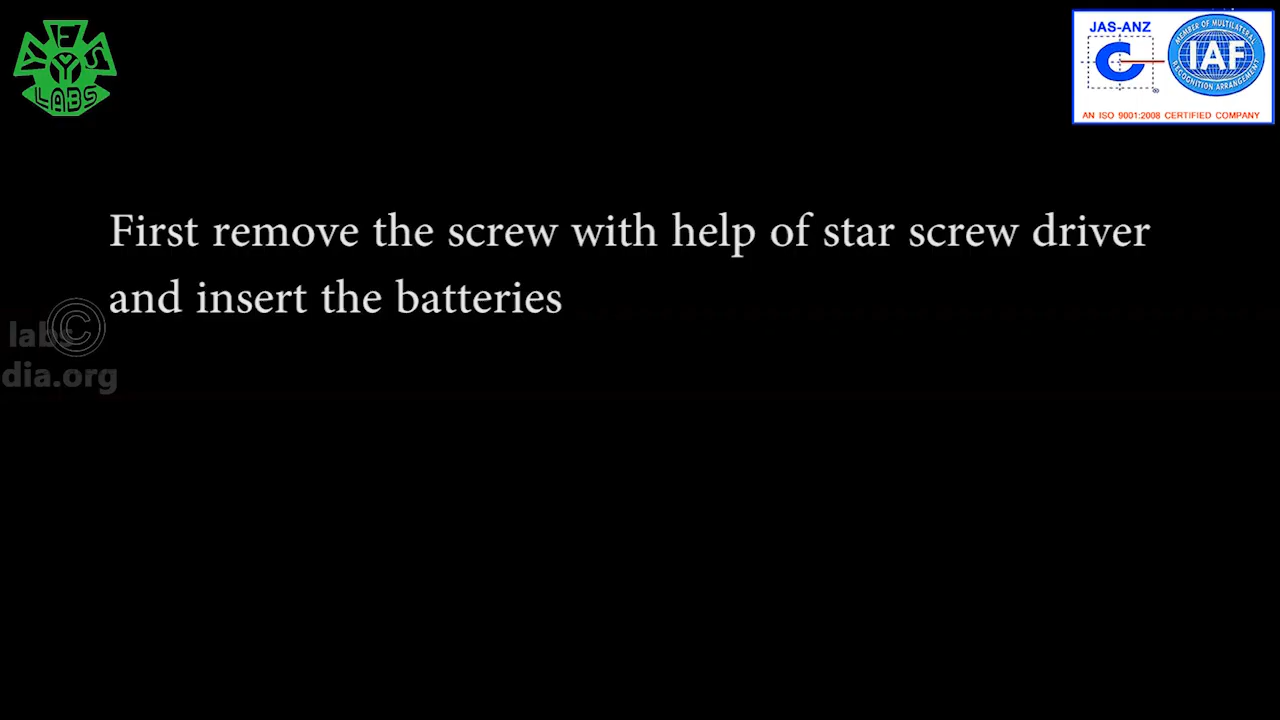 AES
LABS
JAS-ANZ
MEMBER OF MULTILATERAL
IAF
RECOGNITION ARRANGEMENT
AN ISO 9001:2008 CERTIFIED COMPANY
First remove the screw with help of star screw driver
and insert the batteries
©
labs
dia.org